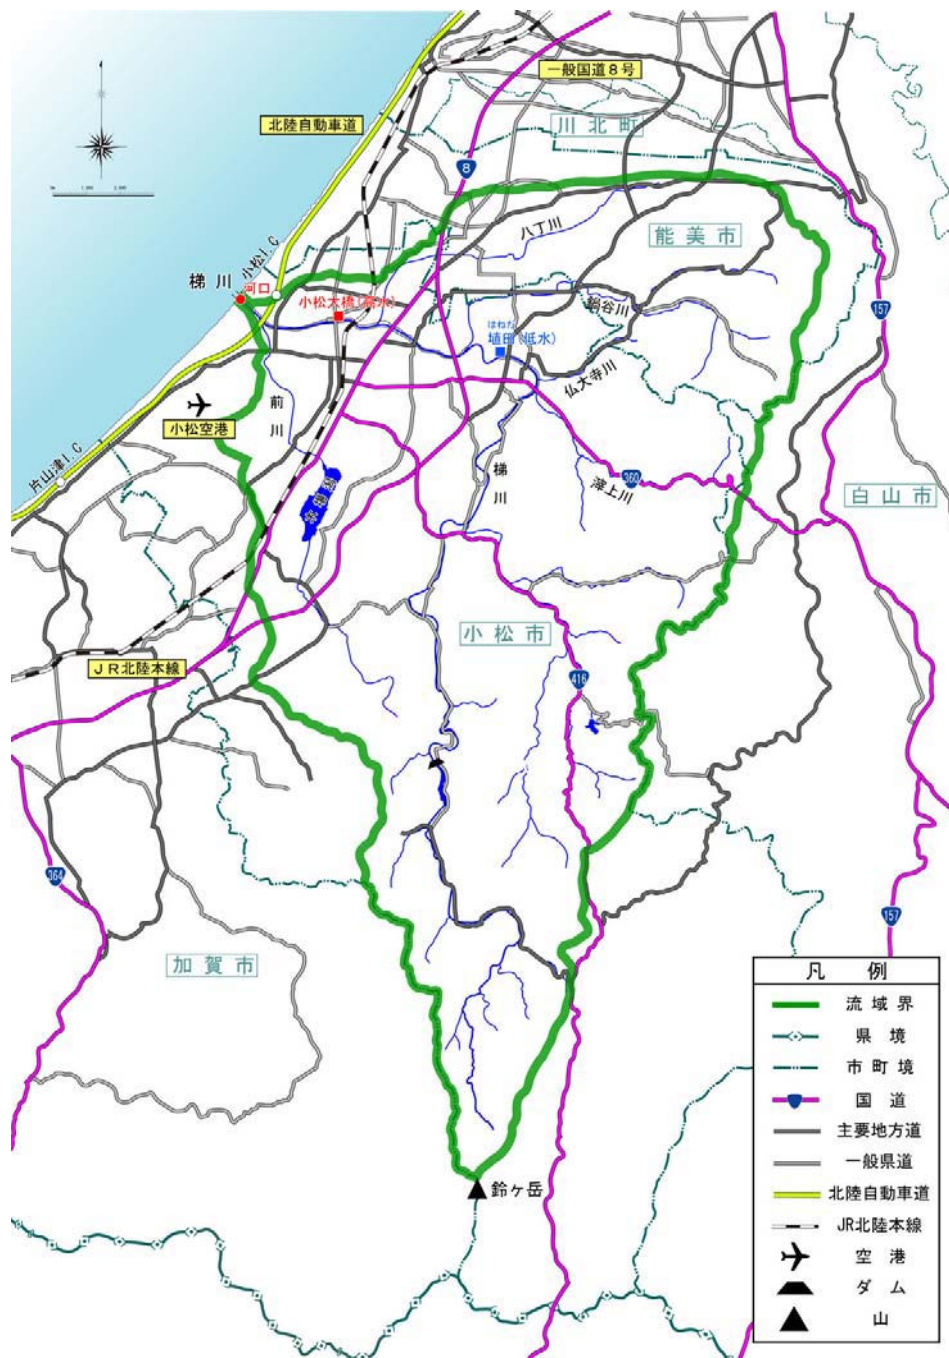 一般国道8号
北陸自動車道
川北町
8
八丁川
能美市
小松I.C
梯川
河口
小松大橋(高水)
157
鍋谷川
はねだ
埴田(低水)
仏大寺川
前川
小松空港
片山津I.C
梯川
360
滓上川
木場潟
白山市
小松市
JR北陸本線
416
364
157
加賀市
凡例
流域界
県境
市町境
国道
主要地方道
一般県道
北陸自動車道
JR北陸本線
空港
ダム
山
鈴ヶ岳